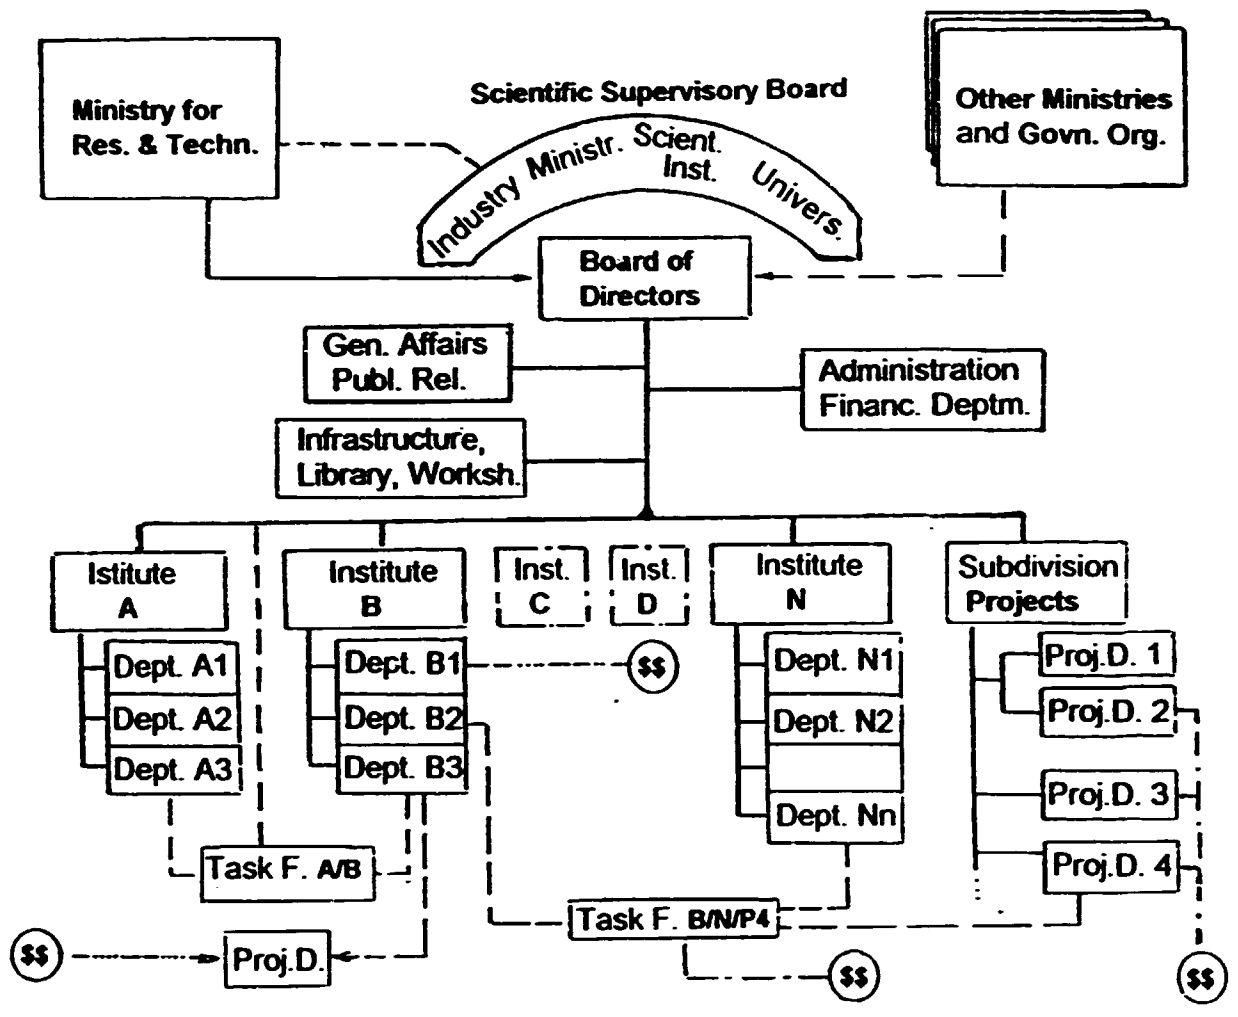 Scientific Supervisory Board
Ministry for
Res. & Techn.
Industry Ministr. Scient. Inst. Univers.
Other Ministries
and Govn. Org.
Board of
Directors
Gen. Affairs
Publ. Rel.
Administration
Financ. Deptm.
Infrastructure,
Library, Worksh.
Istitute
A
Institute
B
Inst.
C
Inst.
D
Institute
N
Subdivision
Projects
Dept. A1
Dept. A2
Dept. A3
Dept. B1
Dept. B2
Dept. B3
$$
Dept. N1
Dept. N2
Dept. Nn
Proj.D. 1
Proj.D. 2
Proj.D. 3
Proj.D. 4
Task F. A/B
Task F. B/N/P4
$$
Proj.D.
$$
$$